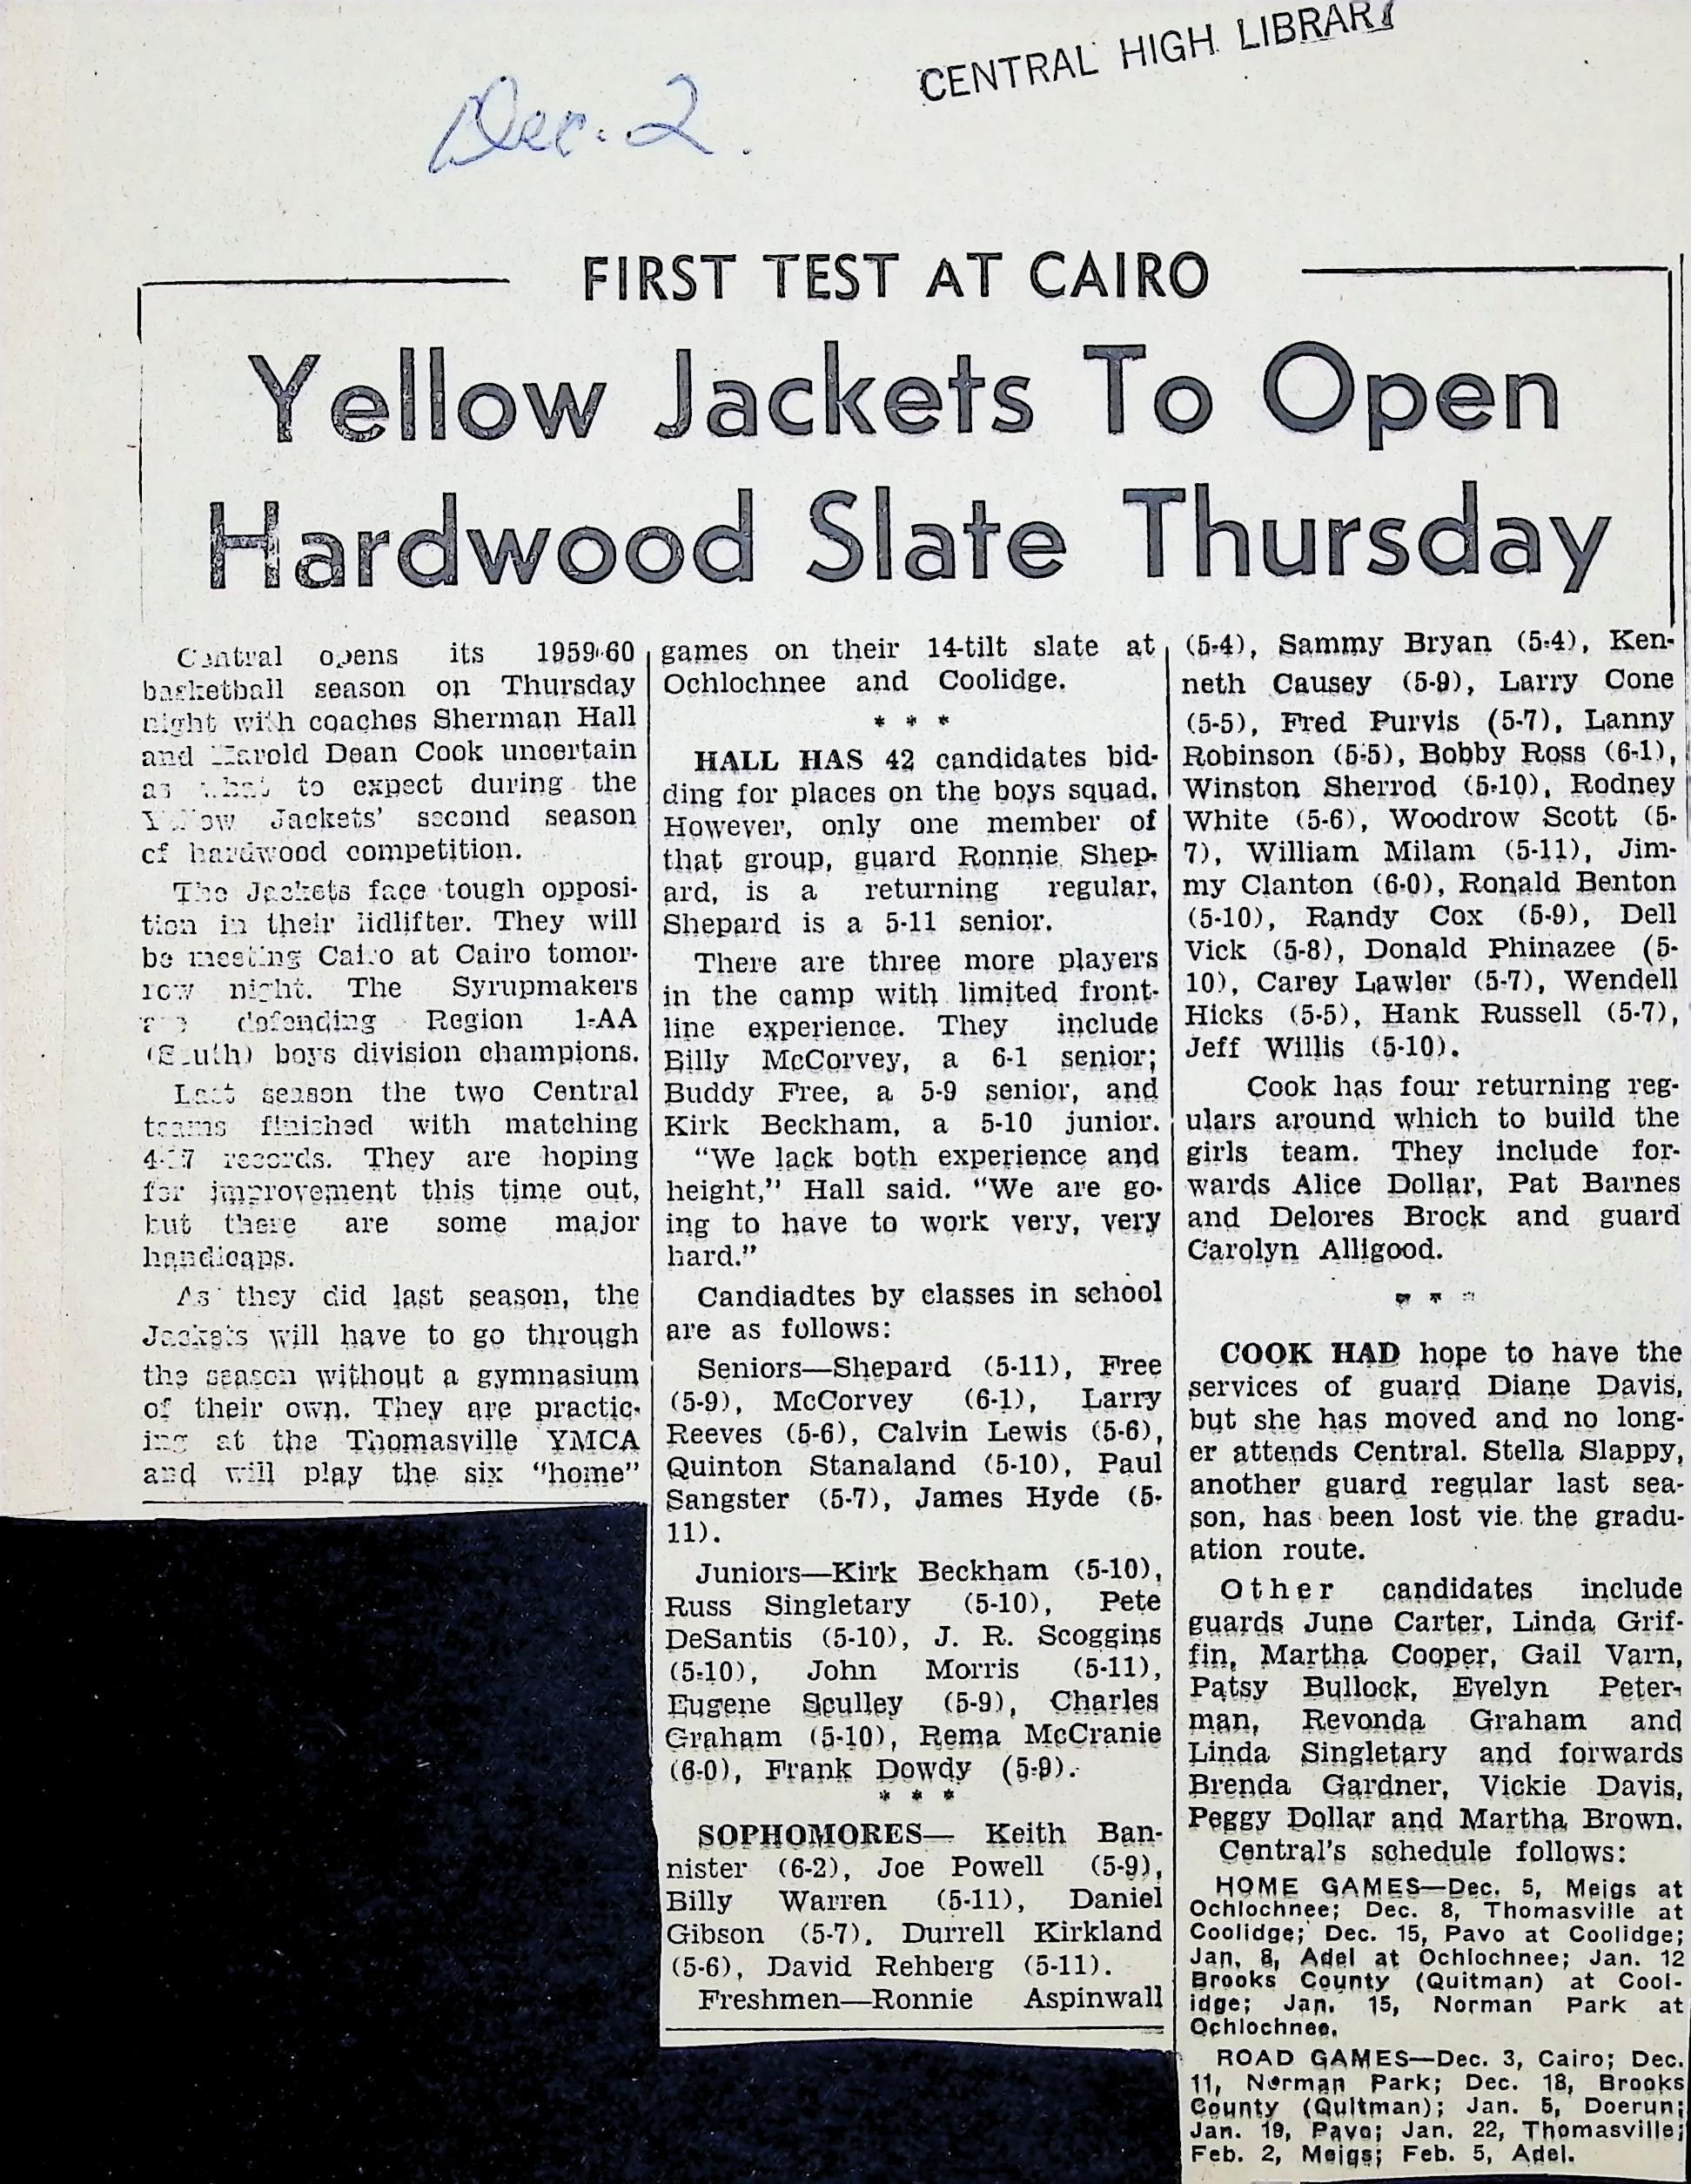 CENTRAL HIGH LIBRARY
Dec. 2.
FIRST TEST AT CAIRO
Yellow Jackets To Open
Hardwood Slate Thursday
Central opens its 1959-60
basketball season on Thursday
night with coaches Sherman Hall
and Harold Dean Cook uncertain
as what to expect during the
Yellow Jackets' second season
of hardwood competition.
The Jackets face tough opposi-
tion in their lidlifter. They will
be meeting Cairo at Cairo tomor-
row night. The Syrupmakers
are defending Region 1-AA
(South) boys division champions.
Last season the two Central
teams finished with matching
4-17 records. They are hoping
for improvement this time out,
but there are some major
handicaps.
As they did last season, the
Jackets will have to go through
the season without a gymnasium
of their own. They are practic-
ing at the Thomasville YMCA
and will play the six "home"
games on their 14-tilt slate at
Ochlochnee and Coolidge.
* * *
HALL HAS 42 candidates bid-
ding for places on the boys squad.
However, only one member of
that group, guard Ronnie Shep-
ard, is a returning regular,
Shepard is a 5-11 senior.
There are three more players
in the camp with limited front-
line experience. They include
Billy McCorvey, a 6-1 senior;
Buddy Free, a 5-9 senior, and
Kirk Beckham, a 5-10 junior.
"We lack both experience and
height," Hall said. "We are go-
ing to have to work very, very
hard."
Candiadtes by classes in school
are as follows:
Seniors—Shepard (5-11), Free
(5-9), McCorvey (6-1), Larry
Reeves (5-6), Calvin Lewis (5-6),
Quinton Stanaland (5-10), Paul
Sangster (5-7), James Hyde (5-
11).
Juniors—Kirk Beckham (5-10),
Russ Singletary (5-10), Pete
DeSantis (5-10), J. R. Scoggins
(5-10), John Morris (5-11),
Eugene Sculley (5-9), Charles
Graham (5-10), Rema McCranie
(6-0), Frank Dowdy (5-9).
* * *
SOPHOMORES— Keith Ban-
nister (6-2), Joe Powell (5-9),
Billy Warren (5-11), Daniel
Gibson (5-7), Durrell Kirkland
(5-6), David Rehberg (5-11).
Freshmen—Ronnie Aspinwall
(5-4), Sammy Bryan (5-4), Ken-
neth Causey (5-9), Larry Cone
(5-5), Fred Purvis (5-7), Lanny
Robinson (5-5), Bobby Ross (6-1),
Winston Sherrod (5-10), Rodney
White (5-6), Woodrow Scott (5-
7), William Milam (5-11), Jim-
my Clanton (6-0), Ronald Benton
(5-10), Randy Cox (5-9), Dell
Vick (5-8), Donald Phinazee (5-
10), Carey Lawler (5-7), Wendell
Hicks (5-5), Hank Russell (5-7),
Jeff Willis (5-10).
Cook has four returning reg-
ulars around which to build the
girls team. They include for-
wards Alice Dollar, Pat Barnes
and Delores Brock and guard
Carolyn Alligood.
* * *
COOK HAD hope to have the
services of guard Diane Davis,
but she has moved and no long-
er attends Central. Stella Slappy,
another guard regular last sea-
son, has been lost vie the gradu-
ation route.
Other candidates include
guards June Carter, Linda Grif-
fin, Martha Cooper, Gail Varn,
Patsy Bullock, Evelyn Peter-
man, Revonda Graham and
Linda Singletary and forwards
Brenda Gardner, Vickie Davis,
Peggy Dollar and Martha Brown.
Central's schedule follows:
HOME GAMES—Dec. 5, Meigs at
Ochlochnee; Dec. 8, Thomasville at
Coolidge; Dec. 15, Pavo at Coolidge;
Jan. 8, Adel at Ochlochnee; Jan. 12
Brooks County (Quitman) at Cool-
idge; Jan. 15, Norman Park at
Ochlochnee.
ROAD GAMES—Dec. 3, Cairo; Dec.
11, Norman Park; Dec. 18, Brooks
County (Quitman); Jan. 5, Doerun;
Jan. 19, Pavo; Jan. 22, Thomasville;
Feb. 2, Meigs; Feb. 5, Adel.